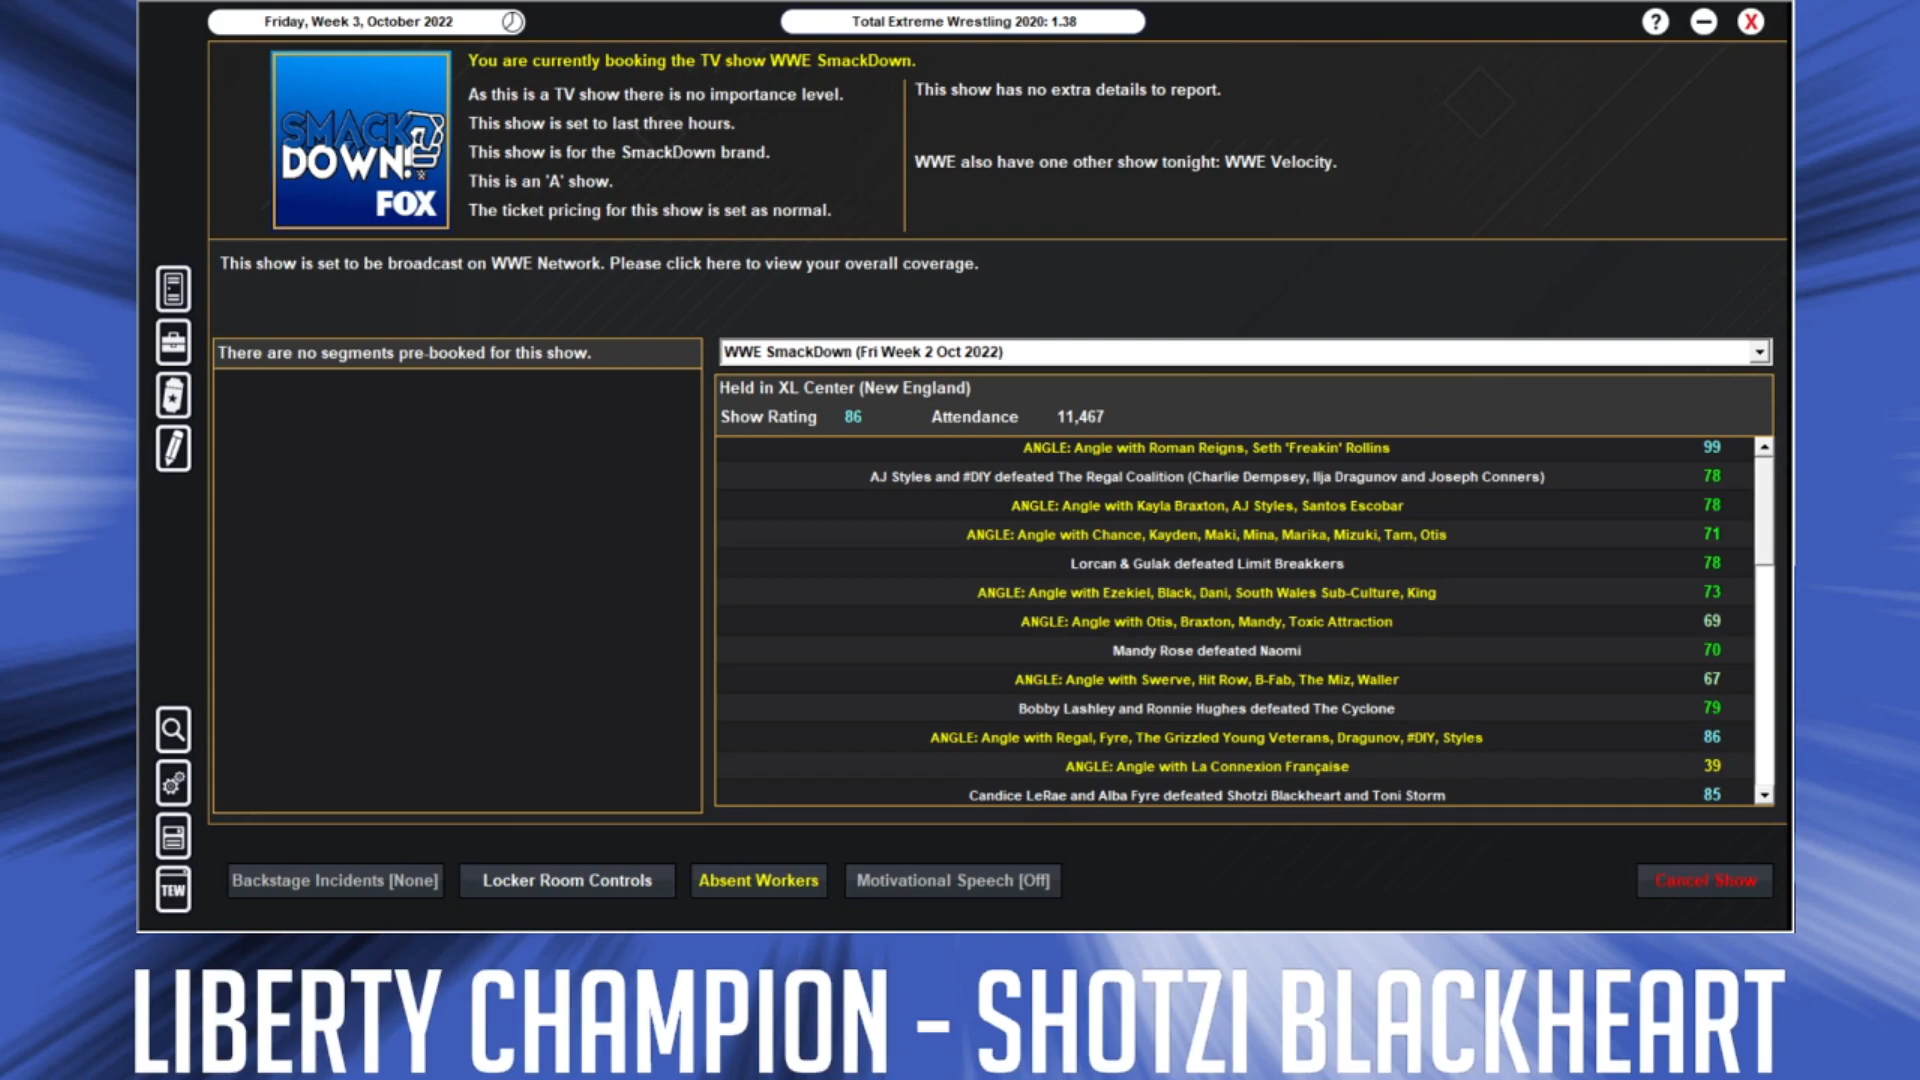 Friday, Week 3, October 2022
Total Extreme Wrestling 2020: 1.38
?
X
SMACK
DOWN!
FOX
You are currently booking the TV show WWE SmackDown.
As this is a TV show there is no importance level.
This show is set to last three hours.
This show is for the SmackDown brand.
This is an 'A' show.
The ticket pricing for this show is set as normal.
This show has no extra details to report.
WWE also have one other show tonight: WWE Velocity.
This show is set to be broadcast on WWE Network. Please click here to view your overall coverage.
There are no segments pre-booked for this show.
WWE SmackDown (Fri Week 2 Oct 2022)
Held in XL Center (New England)
Show Rating 86 Attendance 11,467
ANGLE: Angle with Roman Reigns, Seth 'Freakin' Rollins 99
AJ Styles and #DIY defeated The Regal Coalition (Charlie Dempsey, Ilja Dragunov and Joseph Conners) 78
ANGLE: Angle with Kayla Braxton, AJ Styles, Santos Escobar 78
ANGLE: Angle with Chance, Kayden, Maki, Mina, Marika, Mizuki, Tam, Otis 71
Lorcan & Gulak defeated Limit Breakkers 78
ANGLE: Angle with Ezekiel, Black, Dani, South Wales Sub-Culture, King 73
ANGLE: Angle with Otis, Braxton, Mandy, Toxic Attraction 69
Mandy Rose defeated Naomi 70
ANGLE: Angle with Swerve, Hit Row, B-Fab, The Miz, Waller 67
Bobby Lashley and Ronnie Hughes defeated The Cyclone 79
ANGLE: Angle with Regal, Fyre, The Grizzled Young Veterans, Dragunov, #DIY, Styles 86
ANGLE: Angle with La Connexion Française 39
Candice LeRae and Alba Fyre defeated Shotzi Blackheart and Toni Storm 85
TEW
Backstage Incidents [None]
Locker Room Controls
Absent Workers
Motivational Speech [Off]
Cancel Show
LIBERTY CHAMPION - SHOTZI BLACKHEART